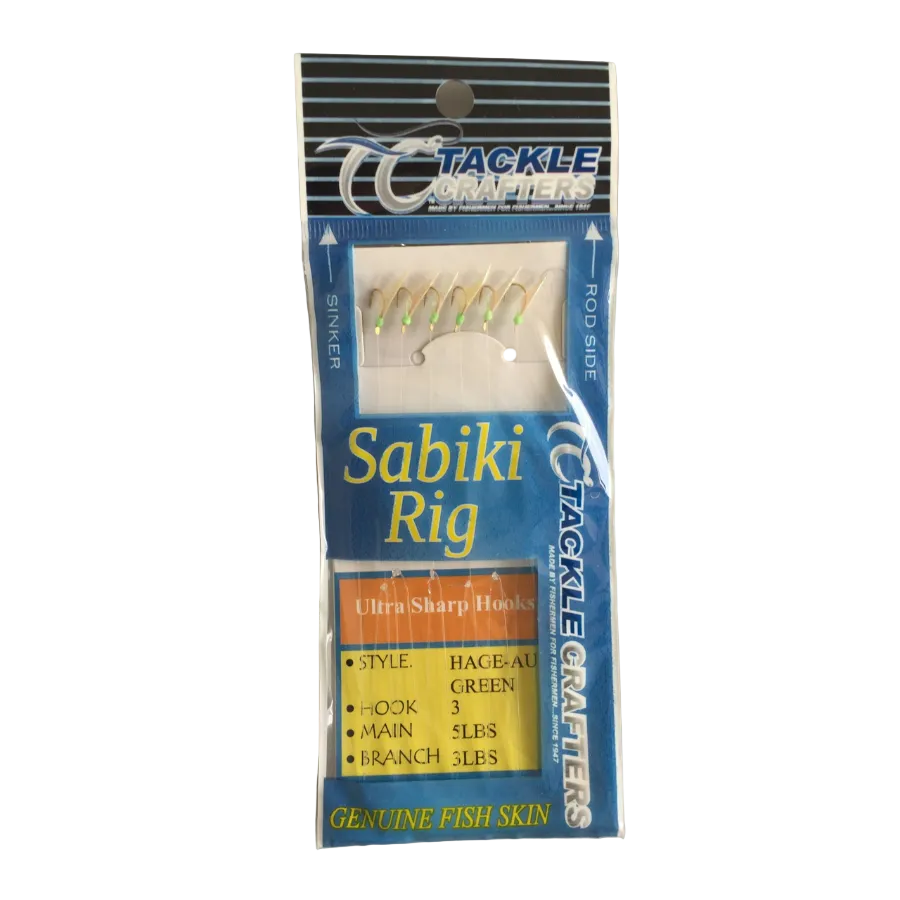 TACKLE
CRAFTERS
MADE BY FISHERMEN FOR FISHERMEN...SINCE 1947
SINKER
ROD SIDE
Sabiki
Rig
Ultra Sharp Hooks
• STYLE. HAGE-AU
GREEN
• HOOK 3
• MAIN 5LBS
• BRANCH 3LBS
GENUINE FISH SKIN
TACKLE CRAFTERS
MADE BY FISHERMEN FOR FISHERMEN...SINCE 1947